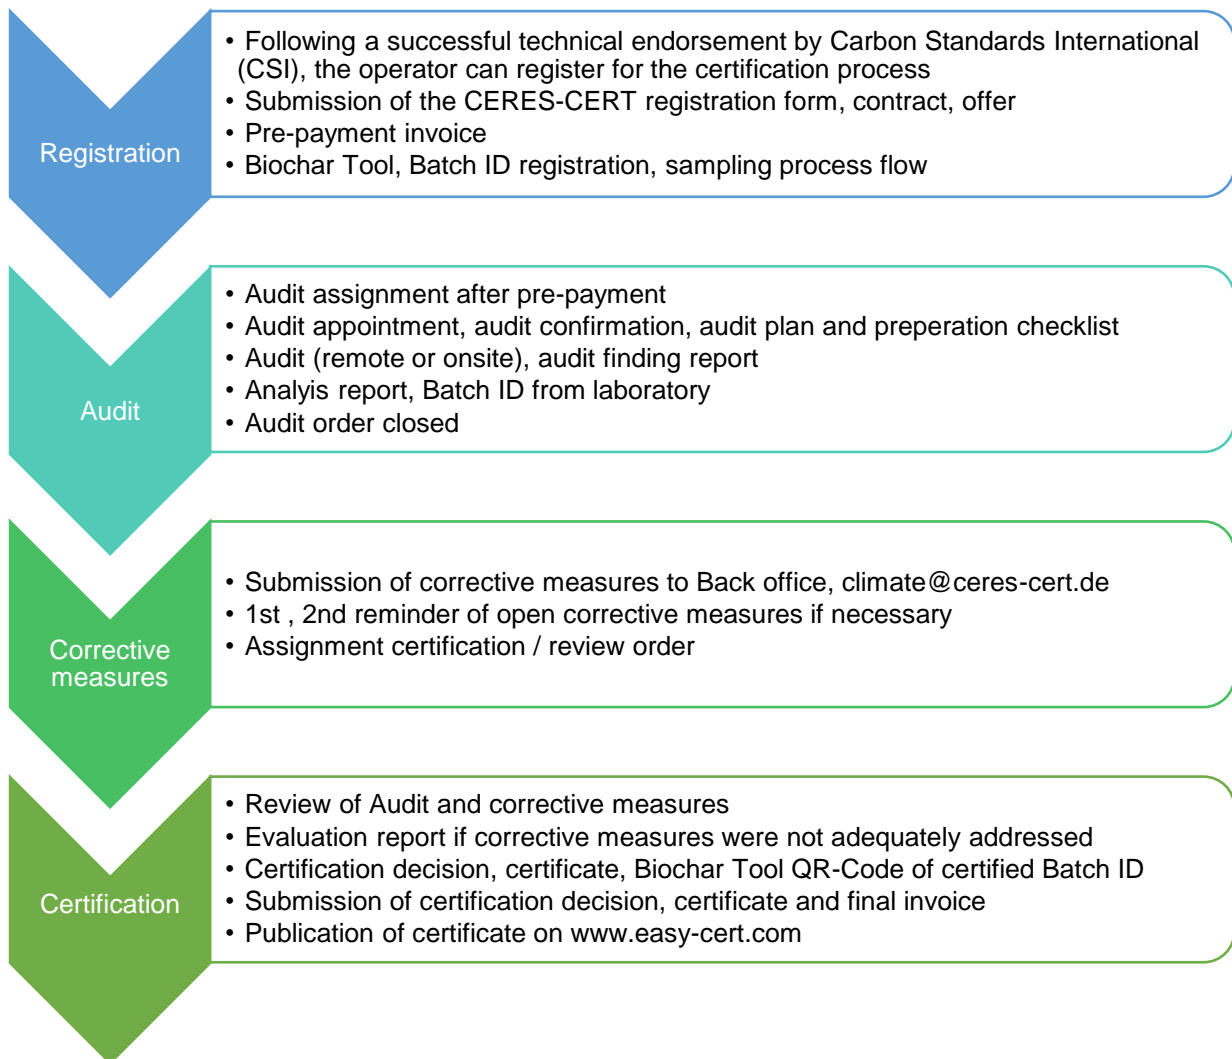 Registration
• Following a successful technical endorsement by Carbon Standards International
(CSI), the operator can register for the certification process
• Submission of the CERES-CERT registration form, contract, offer
• Pre-payment invoice
• Biochar Tool, Batch ID registration, sampling process flow
Audit
• Audit assignment after pre-payment
• Audit appointment, audit confirmation, audit plan and preperation checklist
• Audit (remote or onsite), audit finding report
• Analyis report, Batch ID from laboratory
• Audit order closed
Corrective
measures
• Submission of corrective measures to Back office, climate@ceres-cert.de
• 1st , 2nd reminder of open corrective measures if necessary
• Assignment certification / review order
Certification
• Review of Audit and corrective measures
• Evaluation report if corrective measures were not adequately addressed
• Certification decision, certificate, Biochar Tool QR-Code of certified Batch ID
• Submission of certification decision, certificate and final invoice
• Publication of certificate on www.easy-cert.com